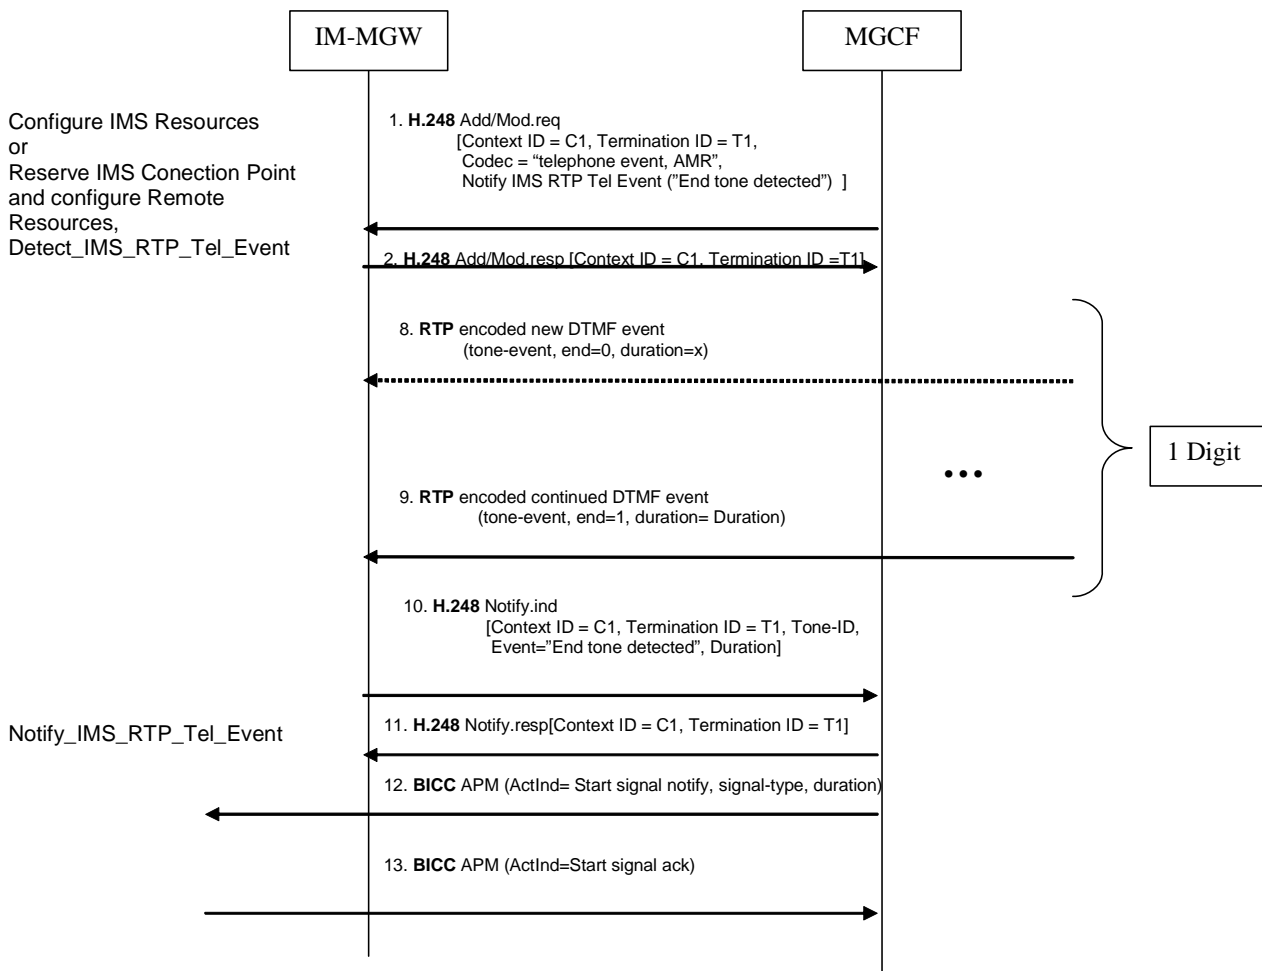 IM-MGW
MGCF
Configure IMS Resources
or
Reserve IMS Conection Point
and configure Remote
Resources,
Detect_IMS_RTP_Tel_Event
1. H.248 Add/Mod.req
[Context ID = C1, Termination ID = T1,
Codec = “telephone event, AMR”,
Notify IMS RTP Tel Event (”End tone detected”) ]
2. H.248 Add/Mod.resp [Context ID = C1, Termination ID =T1]
8. RTP encoded new DTMF event
(tone-event, end=0, duration=x)
1 Digit
...
9. RTP encoded continued DTMF event
(tone-event, end=1, duration= Duration)
10. H.248 Notify.ind
[Context ID = C1, Termination ID = T1, Tone-ID,
Event=”End tone detected”, Duration]
Notify_IMS_RTP_Tel_Event
11. H.248 Notify.resp[Context ID = C1, Termination ID = T1]
12. BICC APM (ActInd= Start signal notify, signal-type, duration)
13. BICC APM (ActInd=Start signal ack)